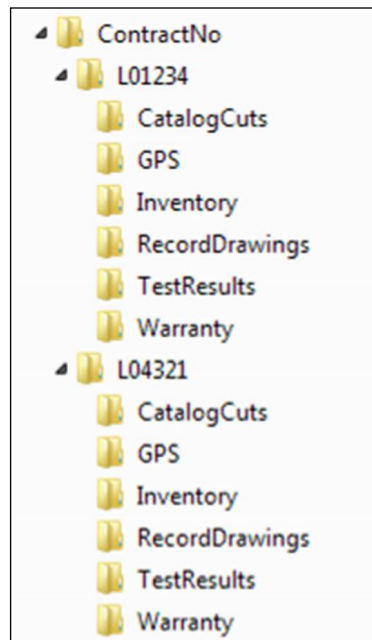 ContractNo
L01234
CatalogCuts
GPS
Inventory
RecordDrawings
TestResults
Warranty
L04321
CatalogCuts
GPS
Inventory
RecordDrawings
TestResults
Warranty